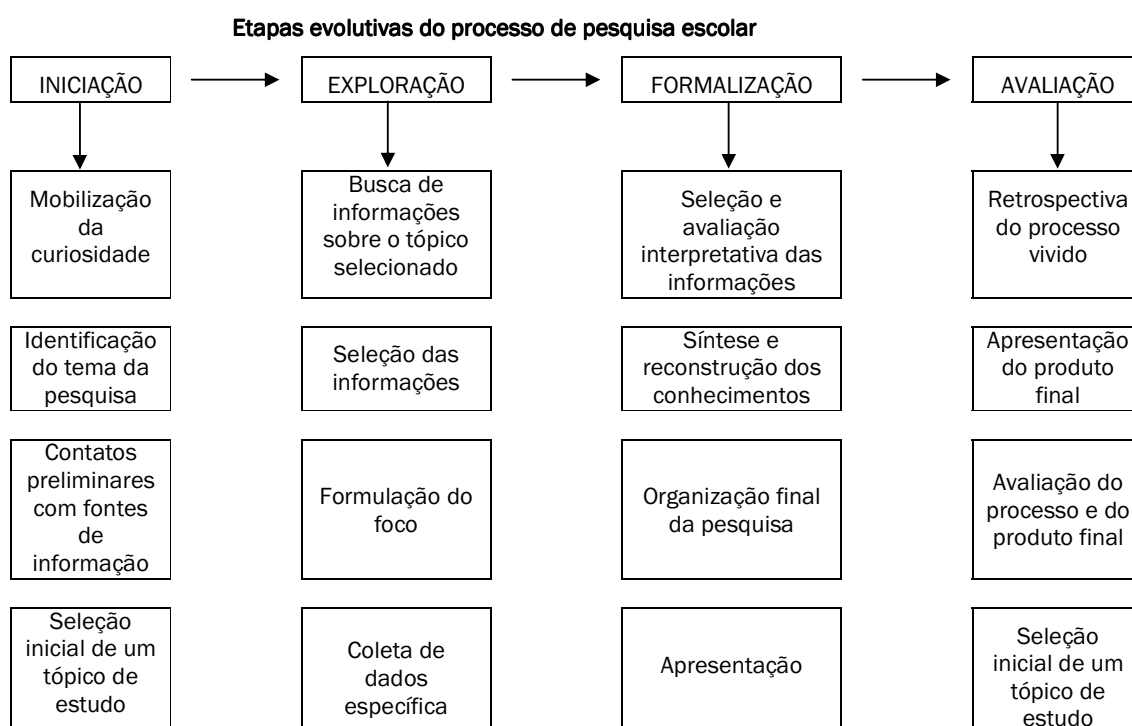 Etapas evolutivas do processo de pesquisa escolar
INICIAÇÃO
EXPLORAÇÃO
FORMALIZAÇÃO
AVALIAÇÃO
Mobilização
da
curiosidade
Busca de
informações
sobre o tópico
selecionado
Seleção e
avaliação
interpretativa das
informações
Retrospectiva
do processo
vivido
Identificação
do tema da
pesquisa
Seleção das
informações
Síntese e
reconstrução dos
conhecimentos
Apresentação
do produto
final
Contatos
preliminares
com fontes
de
informação
Formulação do
foco
Organização final
da pesquisa
Avaliação do
processo e do
produto final
Seleção
inicial de um
tópico de
estudo
Coleta de
dados
específica
Apresentação
Seleção
inicial de um
tópico de
estudo